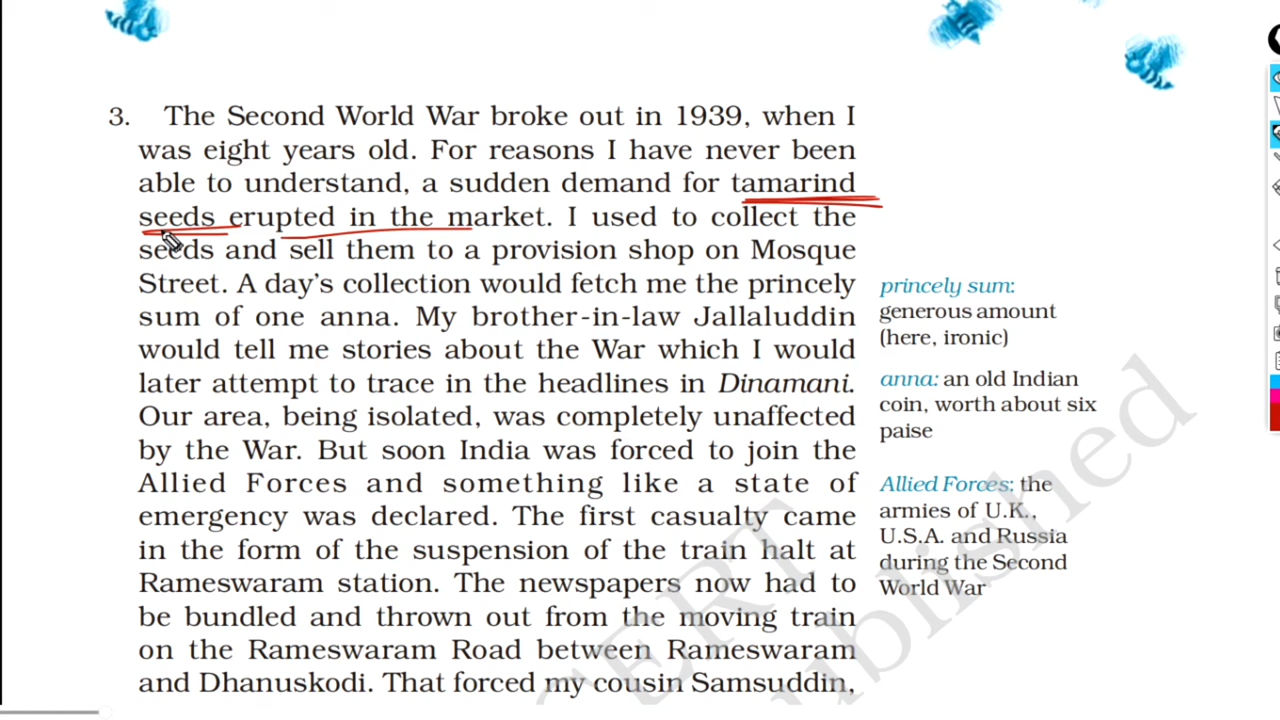 3. The Second World War broke out in 1939, when I
was eight years old. For reasons I have never been
able to understand, a sudden demand for tamarind
seeds erupted in the market. I used to collect the
seeds and sell them to a provision shop on Mosque
Street. A day's collection would fetch me the princely
sum of one anna. My brother-in-law Jallaluddin
would tell me stories about the War which I would
later attempt to trace in the headlines in Dinamani.
Our area, being isolated, was completely unaffected
by the War. But soon India was forced to join the
Allied Forces and something like a state of
emergency was declared. The first casualty came
in the form of the suspension of the train halt at
Rameswaram station. The newspapers now had to
be bundled and thrown out from the moving train
on the Rameswaram Road between Rameswaram
and Dhanuskodi. That forced my cousin Samsuddin,
princely sum:
generous amount
(here, ironic)
anna: an old Indian
coin, worth about six
paise
Allied Forces: the
armies of U.K.,
U.S.A. and Russia
during the Second
World War